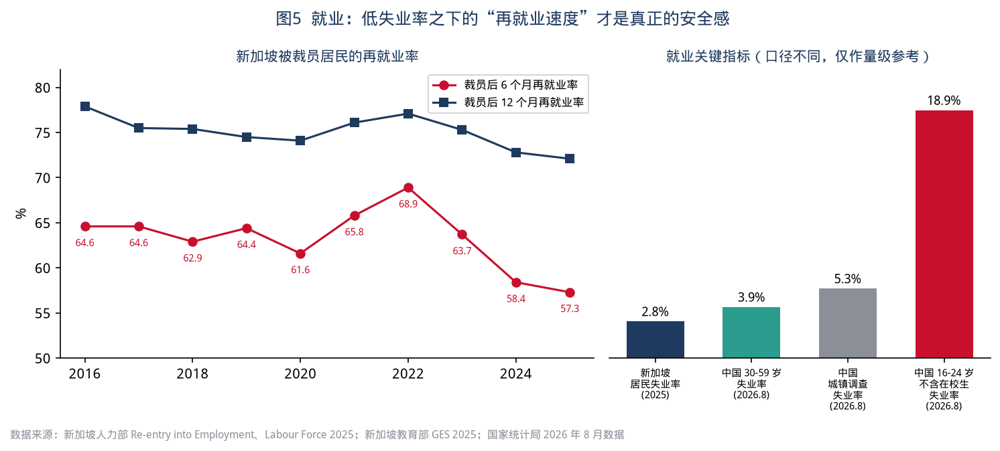 图5 就业：低失业率之下的“再就业速度”才是真正的安全感
新加坡被裁员居民的再就业率
%
80
75
70
65
60
55
50
裁员后 6 个月再就业率
裁员后 12 个月再就业率
64.6
64.6
62.9
64.4
61.6
65.8
68.9
63.7
58.4
57.3
2016
2018
2020
2022
2024
就业关键指标（口径不同，仅作量级参考）
2.8%
3.9%
5.3%
18.9%
新加坡
居民失业率
(2025)
中国 30-59 岁
失业率
(2026.8)
中国
城镇调查
失业率
(2026.8)
中国 16-24 岁
不含在校生
失业率
(2026.8)
数据来源：新加坡人力部 Re-entry into Employment、Labour Force 2025；新加坡教育部 GES 2025；国家统计局 2026 年 8 月数据